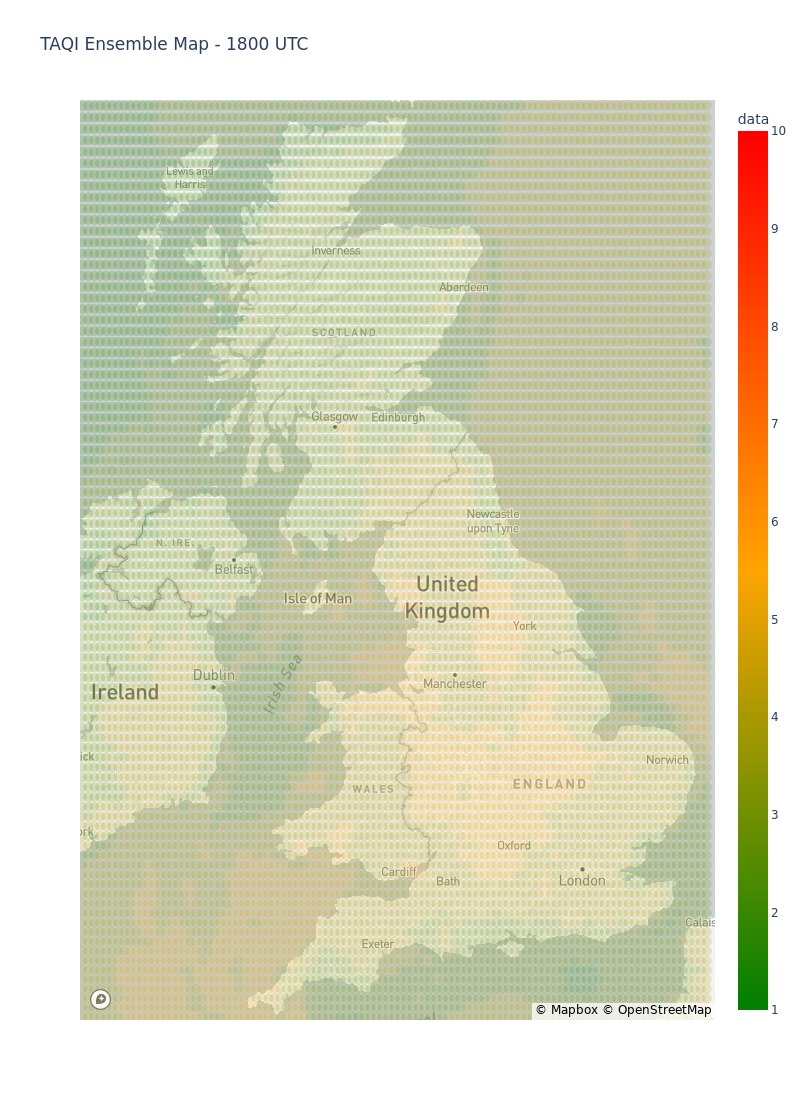 TAQI Ensemble Map - 1800 UTC
data
10
9
8
7
6
5
4
3
2
1
Lewis and
Harris
Inverness
Aberdeen
SCOTLAND
Glasgow
Edinburgh
Newcastle
upon Tyne
N. IRE.
Belfast
Isle of Man
United
Kingdom
York
Irish Sea
Dublin
Manchester
Ireland
ick
Norwich
WALES
ENGLAND
rk
Oxford
Cardiff
Bath
London
Calais
Exeter
© Mapbox © OpenStreetMap